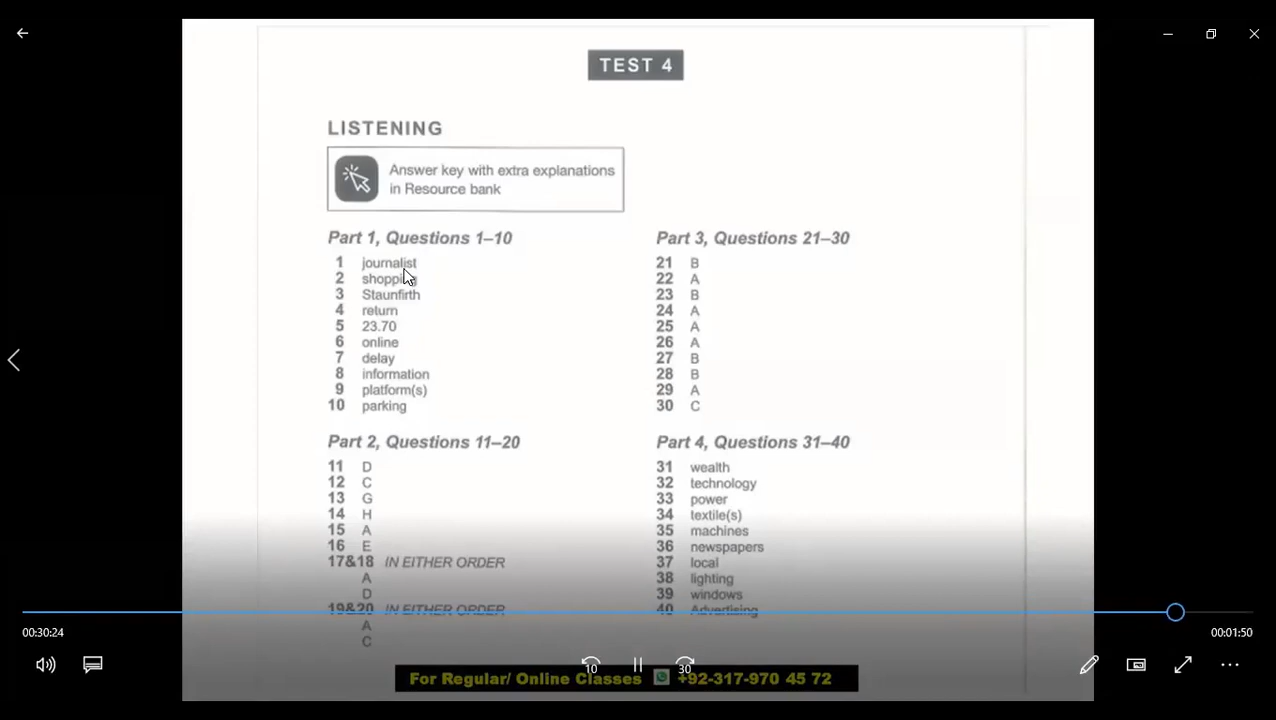 TEST 4
LISTENING
Answer key with extra explanations
in Resource bank
Part 1, Questions 1–10
1 journalist
2 shopping
3 Staunfirth
4 return
5 23.70
6 online
7 delay
8 information
9 platform(s)
10 parking
Part 2, Questions 11–20
11 D
12 C
13 G
14 H
15 A
16 E
17&18 IN EITHER ORDER
A
D
19&20 IN EITHER ORDER
A
C
Part 3, Questions 21–30
21 B
22 A
23 B
24 A
25 A
26 A
27 B
28 B
29 A
30 C
Part 4, Questions 31–40
31 wealth
32 technology
33 power
34 textile(s)
35 machines
36 newspapers
37 local
38 lighting
39 windows
40 Advertising
00:30:24
00:01:50
10
30
For Regular/ Online Classes +92-317-970 45 72